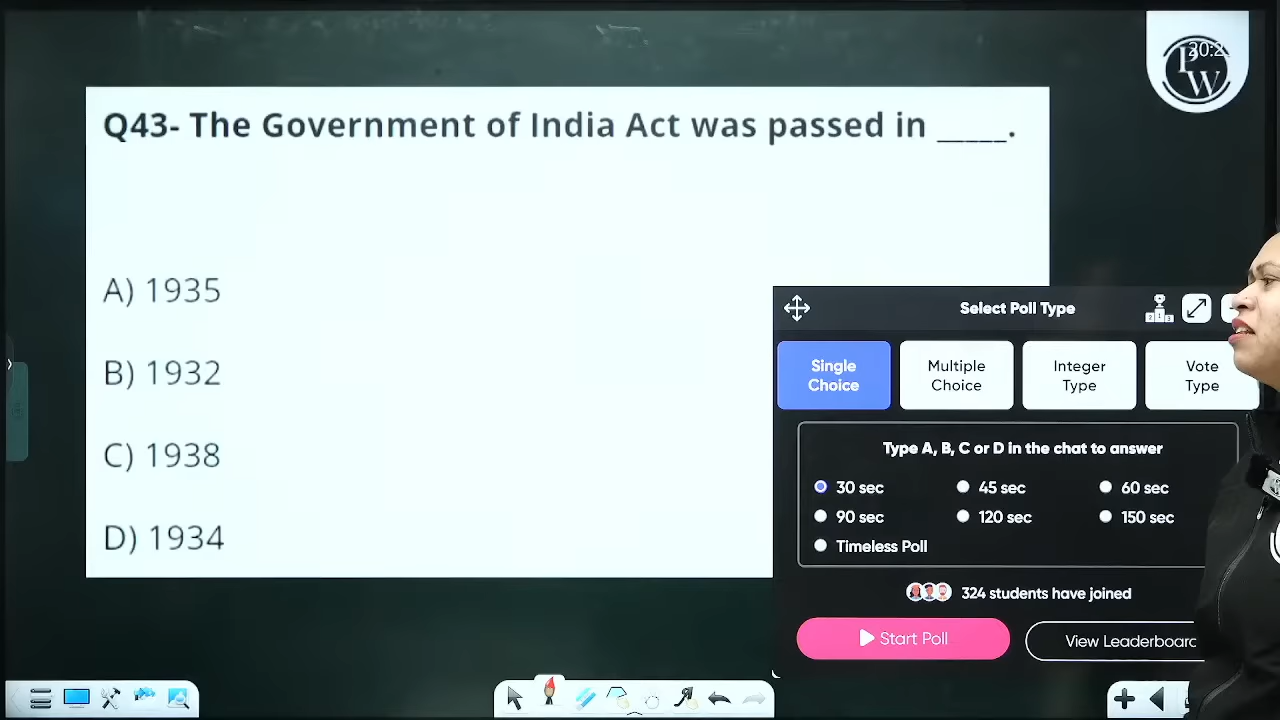 Q43- The Government of India Act was passed in _____.
A) 1935
B) 1932
C) 1938
D) 1934
PW
Select Poll Type
Single Choice
Multiple Choice
Integer Type
Vote Type
Type A, B, C or D in the chat to answer
30 sec
45 sec
60 sec
90 sec
120 sec
150 sec
Timeless Poll
324 students have joined
Start Poll
View Leaderboard